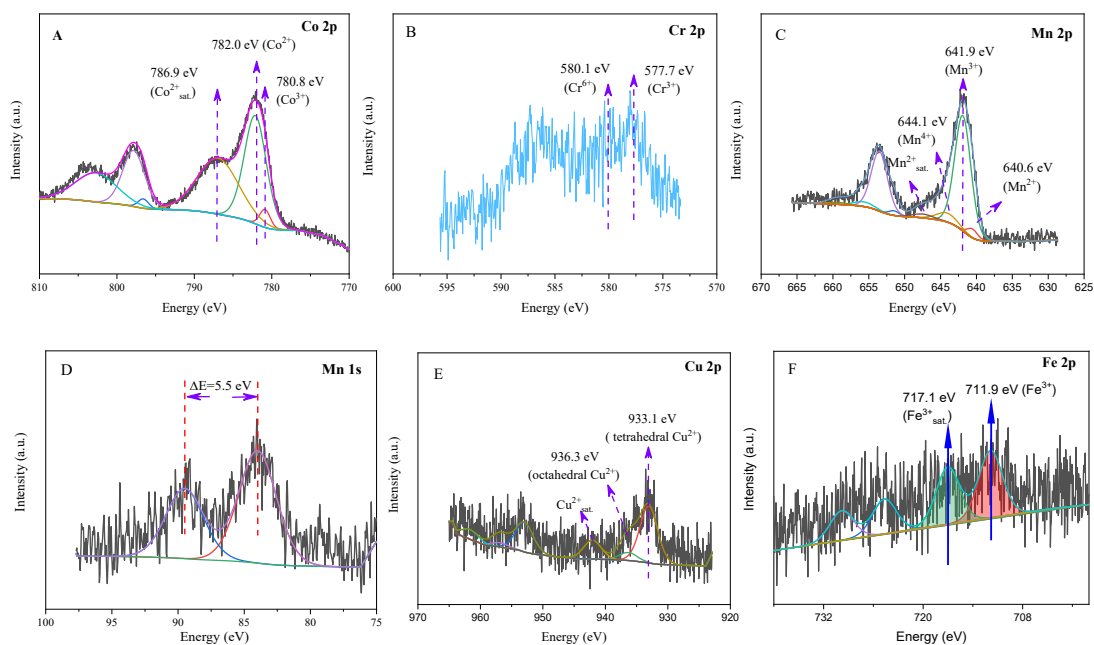 A
Co 2p
782.0 eV (Co2+)
786.9 eV
(Co2+sat.)
780.8 eV
(Co3+)
Intensity (a.u.)
810 800 790 780 770
Energy (eV)
B
Cr 2p
580.1 eV
(Cr6+)
577.7 eV
(Cr3+)
Intensity (a.u.)
600 595 590 585 580 575 570
Energy (eV)
C
Mn 2p
641.9 eV
(Mn3+)
644.1 eV
(Mn4+)
Mn2+sat.
640.6 eV
(Mn2+)
Intensity (a.u.)
670 665 660 655 650 645 640 635 630 625
Energy (eV)
D
Mn 1s
ΔE=5.5 eV
Intensity (a.u.)
100 95 90 85 80 75
Energy (eV)
E
Cu 2p
933.1 eV
( tetrahedral Cu2+)
936.3 eV
(octahedral Cu2+)
Cu2+sat.
Intensity (a.u.)
970 960 950 940 930 920
Energy (eV)
F
Fe 2p
717.1 eV
(Fe3+sat.)
711.9 eV (Fe3+)
Intensity (a.u.)
732 720 708
Energy (eV)